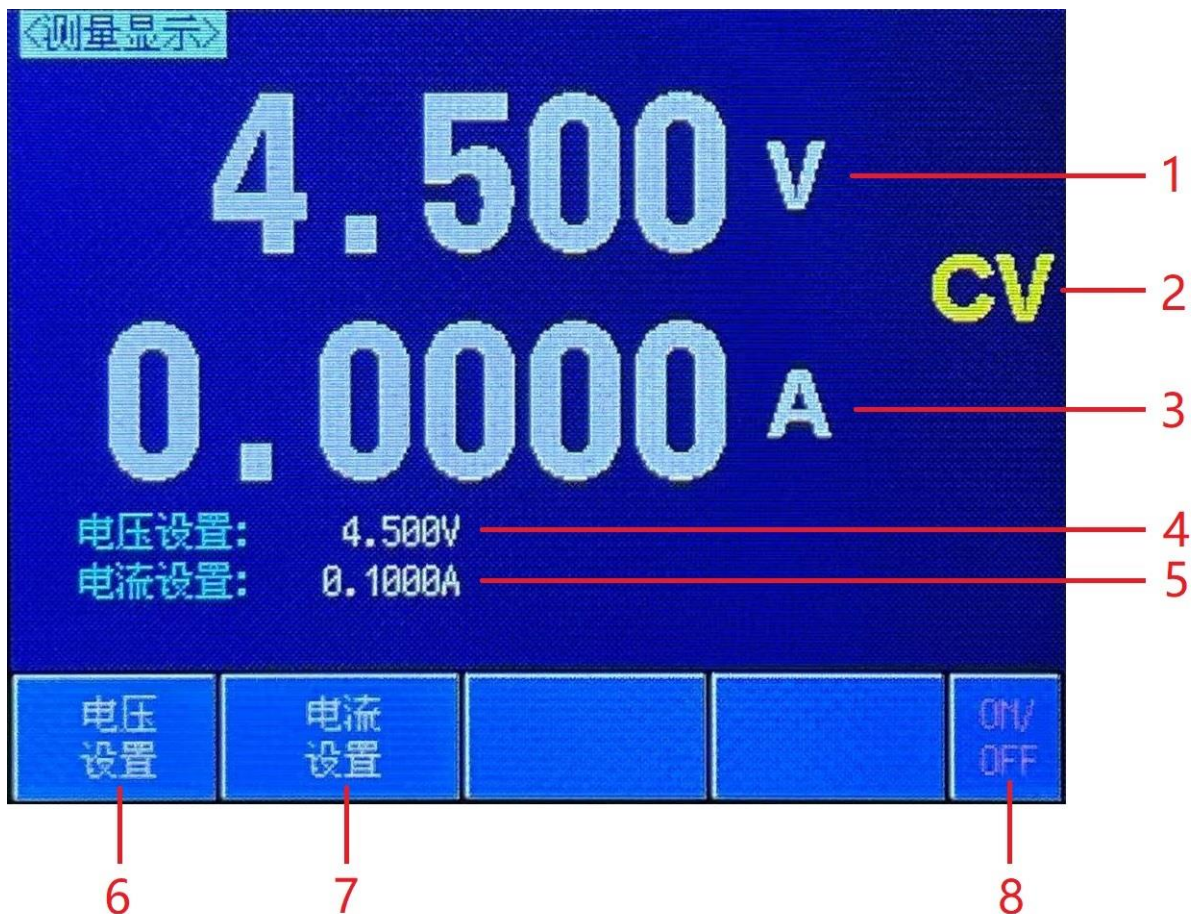 <测量显示>
4.500 V
1
CV
2
0.0000 A
3
电压设置: 4.500V
4
电流设置: 0.1000A
5
电压
设置
电流
设置
ON/
OFF
6
7
8